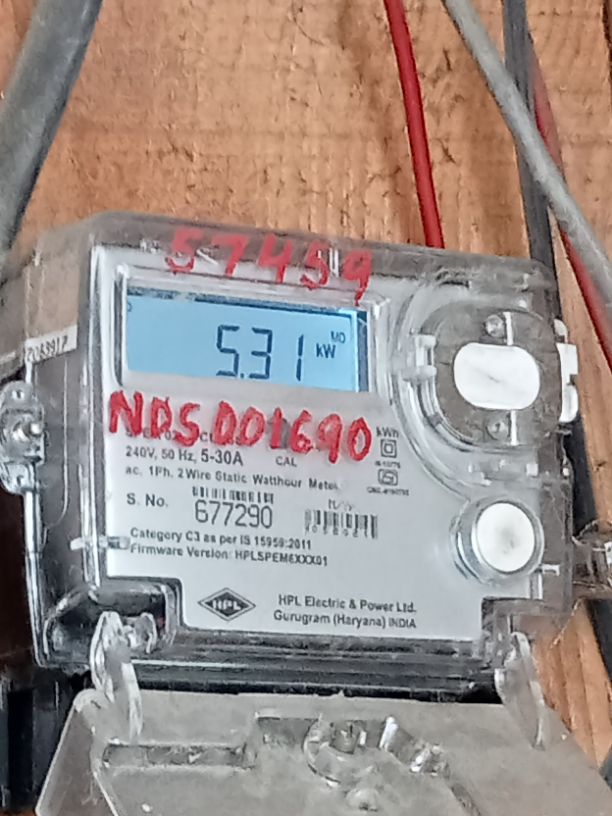 57459
5.31 kW MD
NDS.D01690
kWh
240V, 50 Hz, 5-30A CAL
ac, 1Ph. 2Wire Static Watthour Meter
S. No. 677290
Category C3 as per IS 15959:2011
Firmware Version: HPLSPEM6XXX01
HPL
HPL Electric & Power Ltd.
Gurugram (Haryana) INDIA